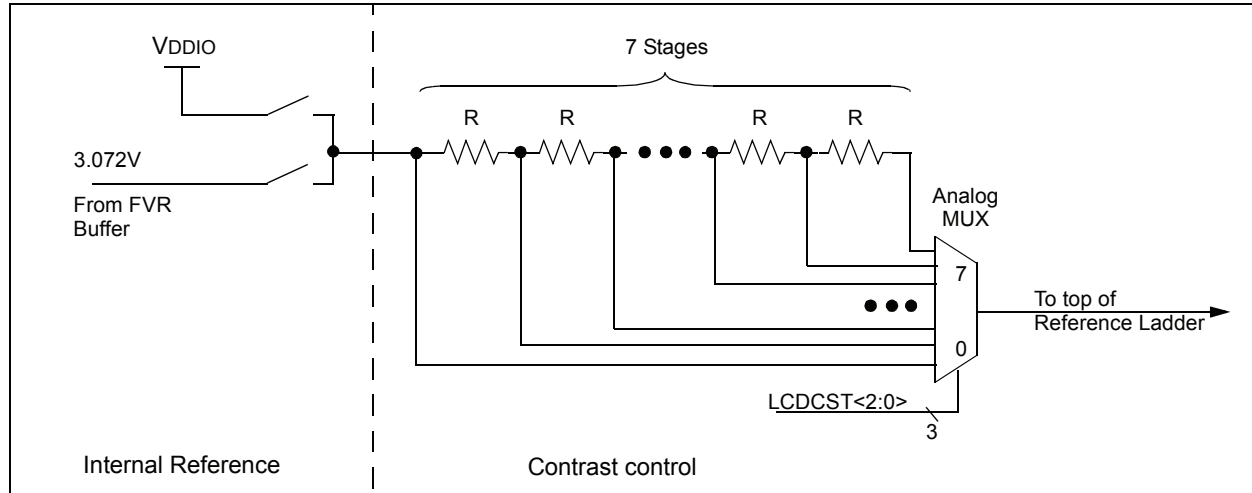 VDDIO
7 Stages
R
R
R
R
3.072V
From FVR
Buffer
Analog
MUX
7
0
To top of
Reference Ladder
LCDCST<2:0>
3
Internal Reference
Contrast control